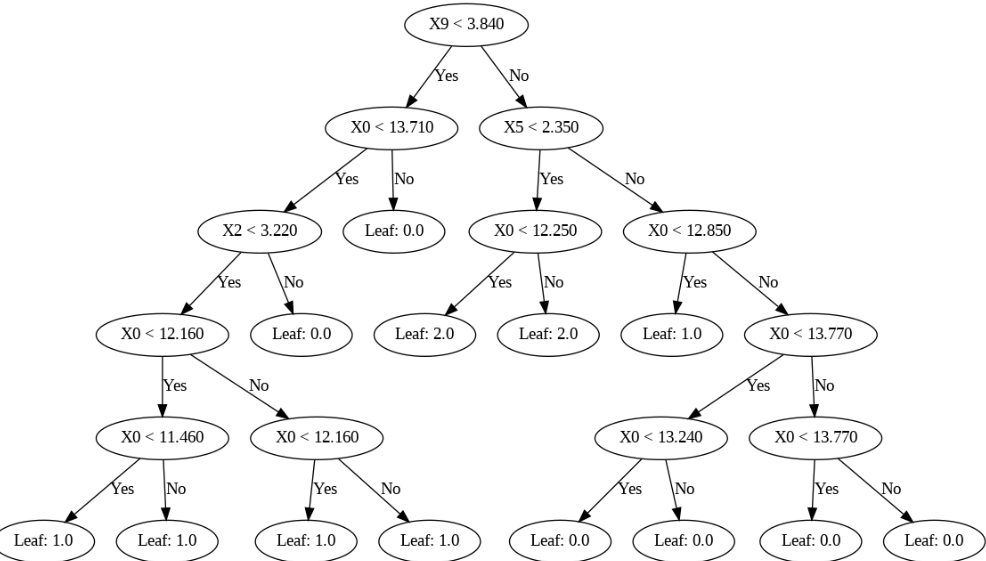 X9 < 3.840
Yes
No
X0 < 13.710
X5 < 2.350
Yes
No
Yes
No
X2 < 3.220
Leaf: 0.0
X0 < 12.250
X0 < 12.850
Yes
No
Yes
No
Yes
No
X0 < 12.160
Leaf: 0.0
Leaf: 2.0
Leaf: 2.0
Leaf: 1.0
X0 < 13.770
Yes
No
Yes
No
X0 < 11.460
X0 < 12.160
X0 < 13.240
X0 < 13.770
Yes
No
Yes
No
Yes
No
Yes
No
Leaf: 1.0
Leaf: 1.0
Leaf: 1.0
Leaf: 1.0
Leaf: 0.0
Leaf: 0.0
Leaf: 0.0
Leaf: 0.0